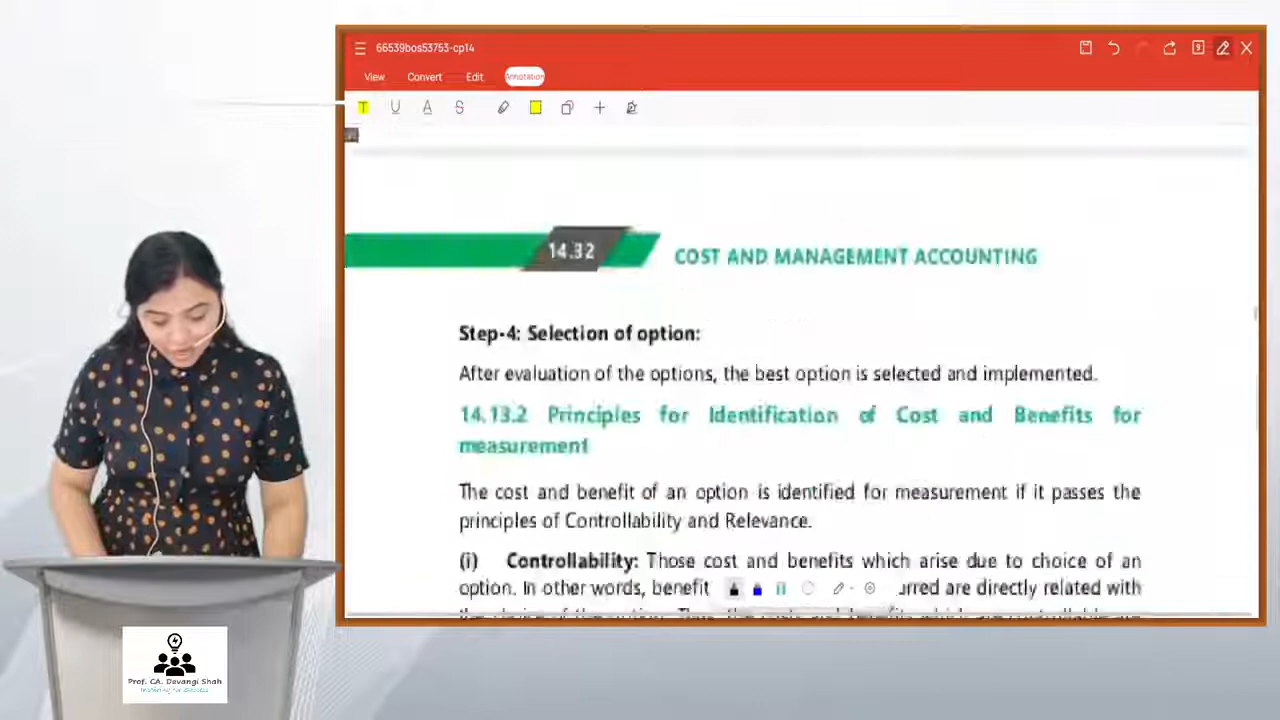 66539bos53753-cp14
View Convert Edit Annotation
T U A S
14.32 COST AND MANAGEMENT ACCOUNTING
Step-4: Selection of option:
After evaluation of the options, the best option is selected and implemented.
14.13.2 Principles for Identification of Cost and Benefits for
measurement
The cost and benefit of an option is identified for measurement if it passes the
principles of Controllability and Relevance.
(i) Controllability: Those cost and benefits which arise due to choice of an
option. In other words, benefit urred are directly related with
Prof. CA. Devangi Shah